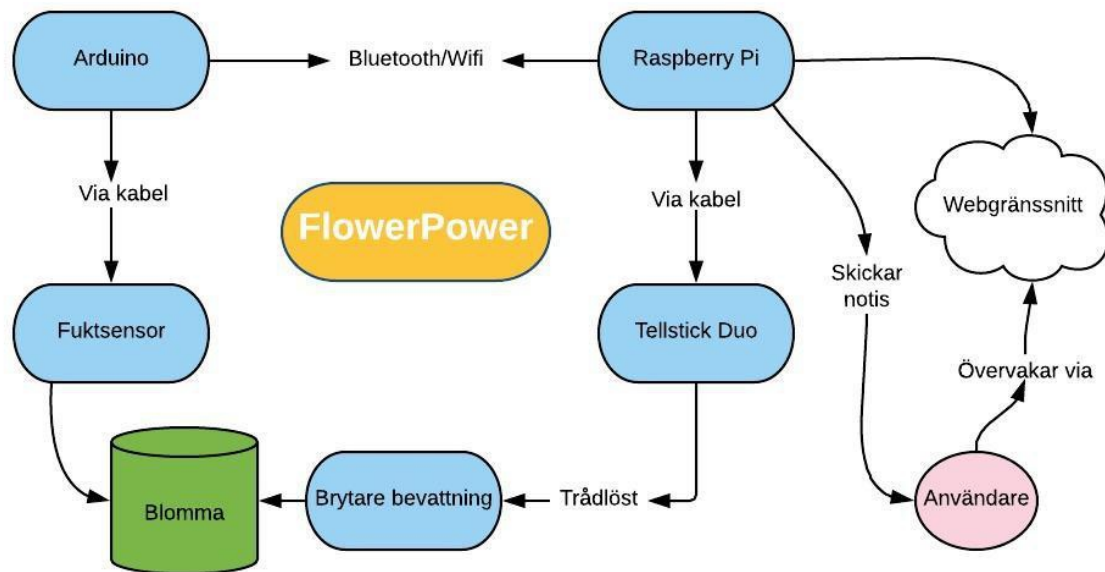 Arduino
Bluetooth/Wifi
Raspberry Pi
Via kabel
FlowerPower
Via kabel
Webgränssnitt
Skickar
notis
Fuktsensor
Tellstick Duo
Övervakar via
Blomma
Brytare bevattning
Trådlöst
Användare